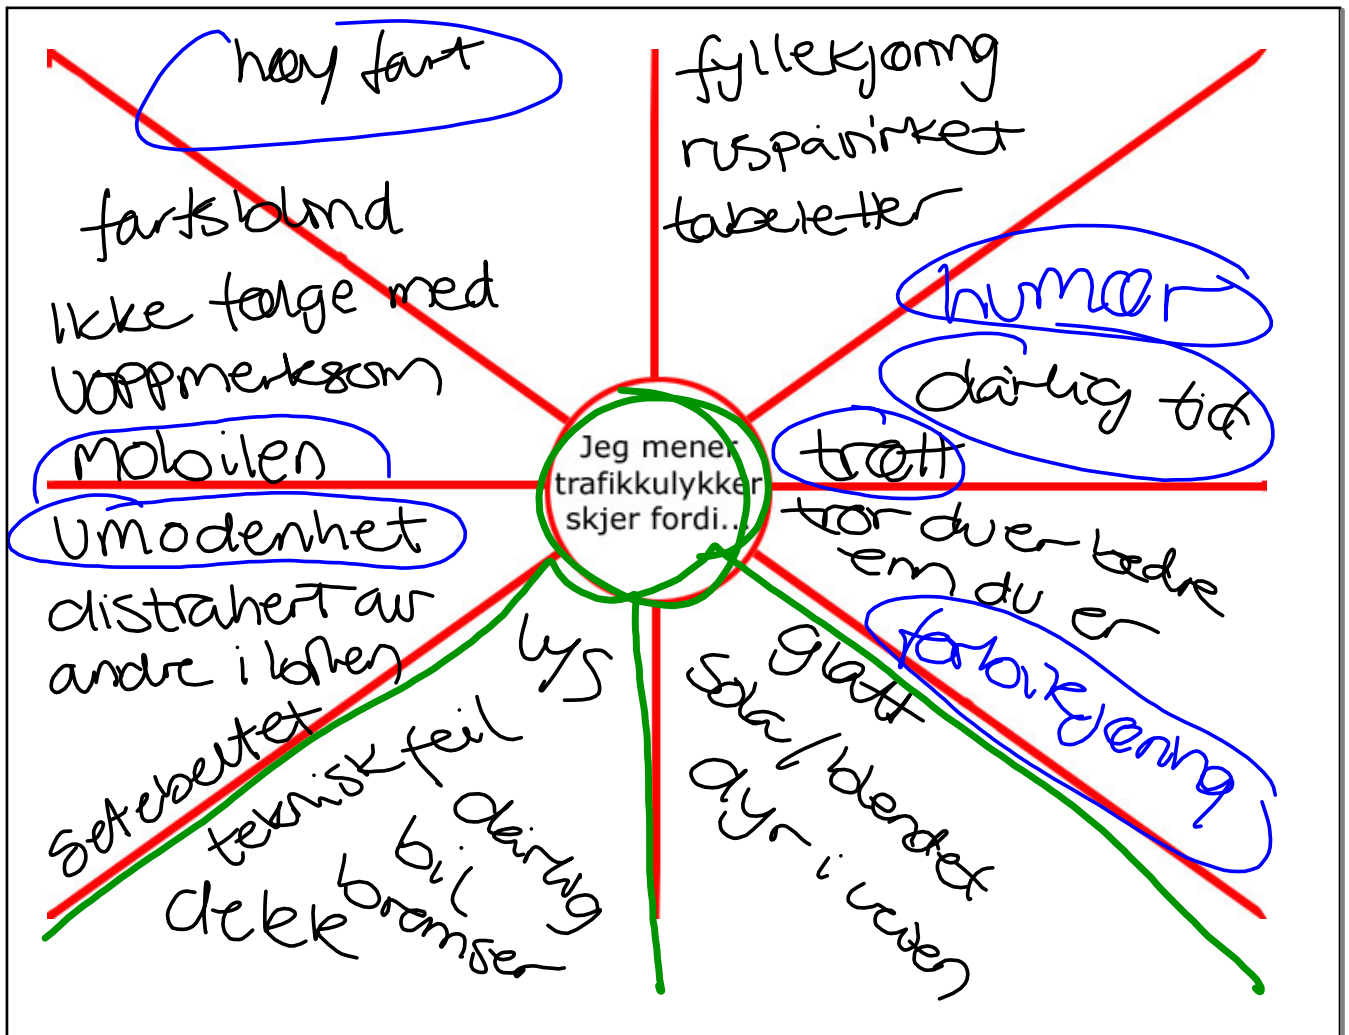 høy fart
fartsblind
ikke følge med
uoppmerksom
mobilen
umodenhet
distrahert av
andre i bilen
setebeltet
fyllekjøring
ruspåvirket
tabeletter
humør
dårlig tid
trøtt
tror du er bedre
enn du er
forbikjøring
Jeg mener
trafikkulykker
skjer fordi...
lys
teknisk feil
dårlig
bil
bremser
dekk
glatt
sola/blendet
dyr i veien